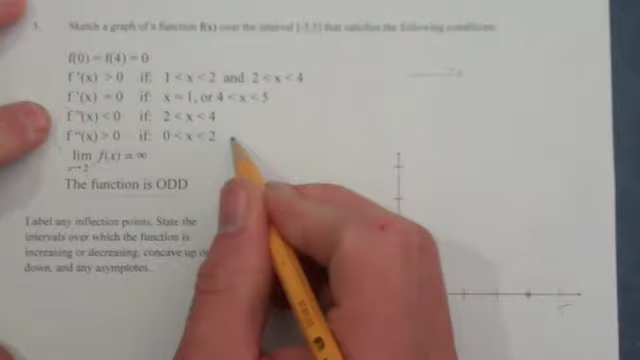 3. Sketch a graph of a function f(x) over the interval [-5,5] that satisfies the following conditions:
f(0) = f(4) = 0
f '(x) > 0 if: 1 < x < 2 and 2 < x < 4
f '(x) = 0 if: x = 1, or 4 < x < 5
f "(x) < 0 if: 2 < x < 4
f "(x) > 0 if: 0 < x < 2
lim f(x) = ∞
x→2
The function is ODD
Label any inflection points. State the
intervals over which the function is
increasing or decreasing, concave up or
down, and any asymptotes.
5